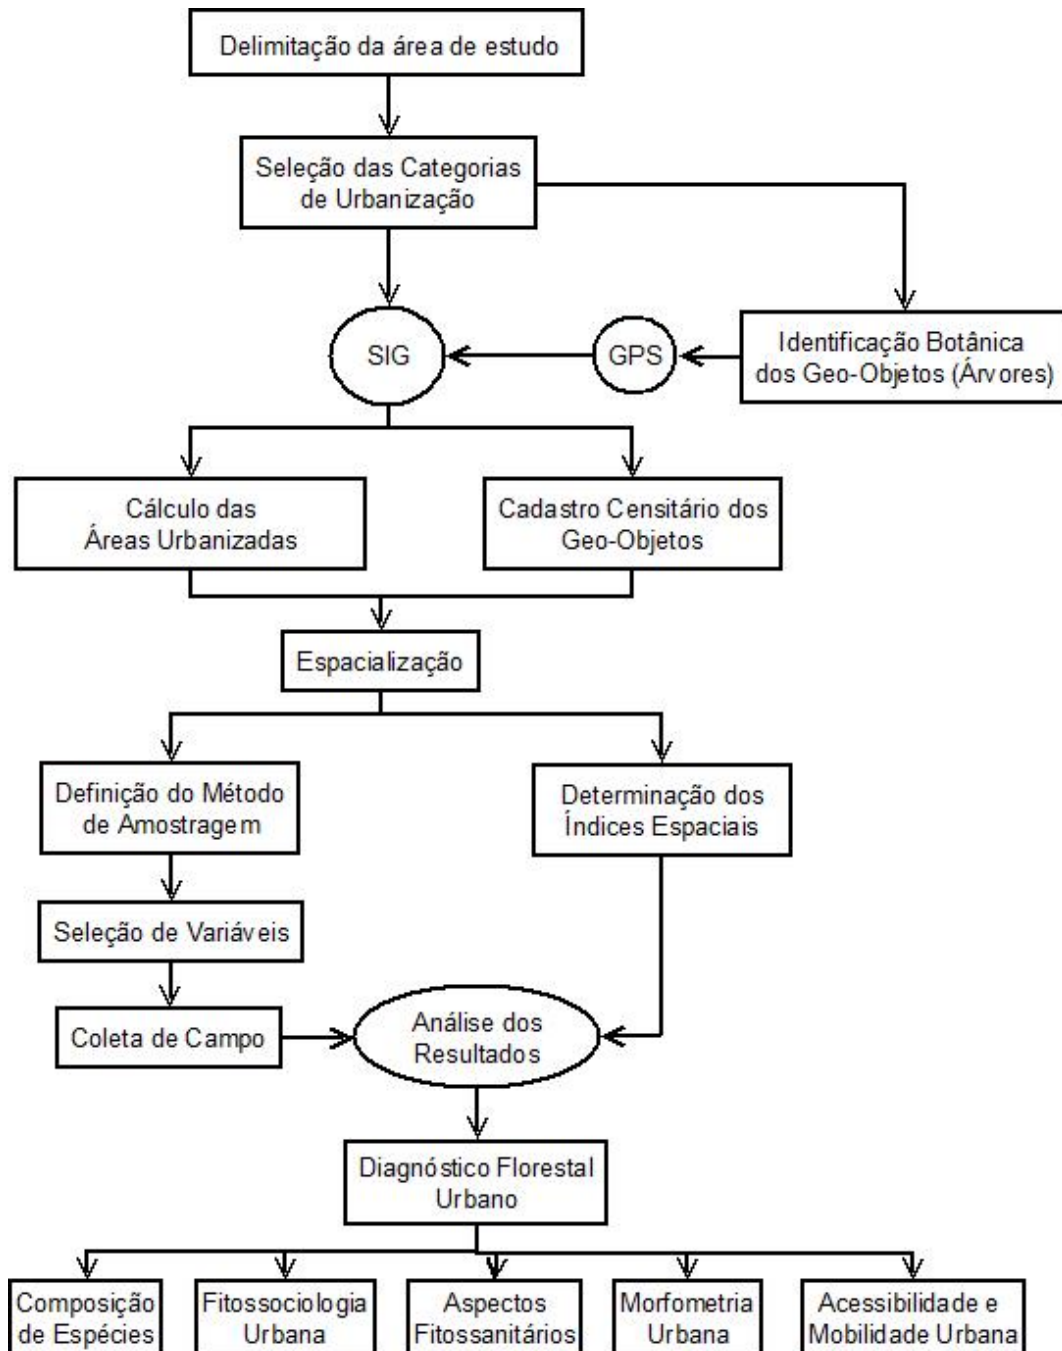 Delimitação da área de estudo
Seleção das Categorias
de Urbanização
SIG
GPS
Identificação Botânica
dos Geo-Objetos (Árvores)
Cálculo das
Áreas Urbanizadas
Cadastro Censitário dos
Geo-Objetos
Espacialização
Definição do Método
de Amostragem
Determinação dos
Índices Espaciais
Seleção de Variáveis
Coleta de Campo
Análise dos
Resultados
Diagnóstico Florestal
Urbano
Composição
de Espécies
Fitossociologia
Urbana
Aspectos
Fitossanitários
Morfometria
Urbana
Acessibilidade e
Mobilidade Urbana